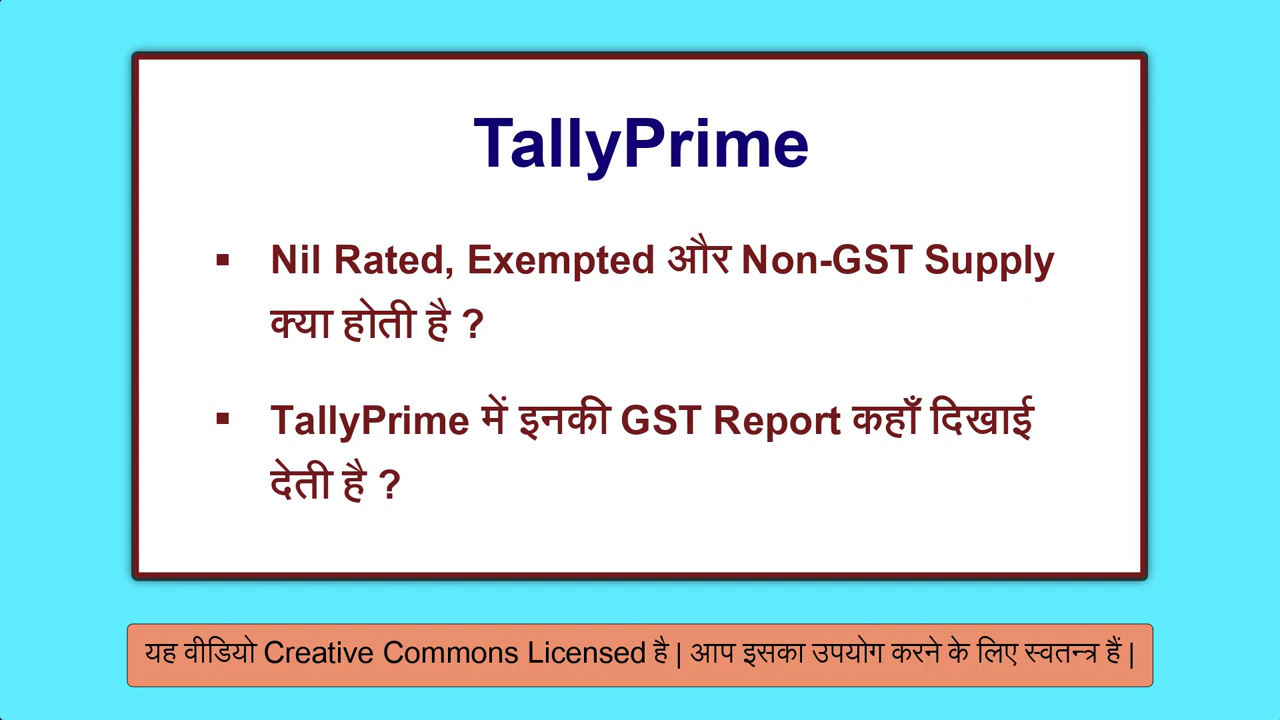 TallyPrime
▪ Nil Rated, Exempted और Non-GST Supply
क्या होती है ?
▪ TallyPrime में इनकी GST Report कहाँ दिखाई
देती है ?
यह वीडियो Creative Commons Licensed है | आप इसका उपयोग करने के लिए स्वतन्त्र हैं |